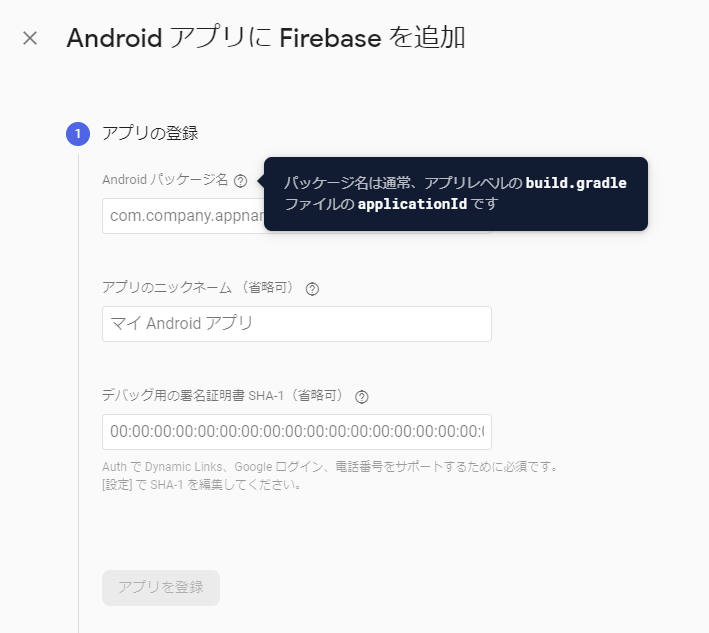 Android アプリに Firebase を追加
1
アプリの登録
Android パッケージ名
パッケージ名は通常、アプリレベルの build.gradle
ファイルの applicationId です
com.company.appnar
アプリのニックネーム （省略可）
マイ Android アプリ
デバッグ用の署名証明書 SHA-1（省略可）
00:00:00:00:00:00:00:00:00:00:00:00:00:00:00:00:00:
Auth で Dynamic Links、Google ログイン、電話番号をサポートするために必須です。
[設定] で SHA-1 を編集してください。
アプリを登録